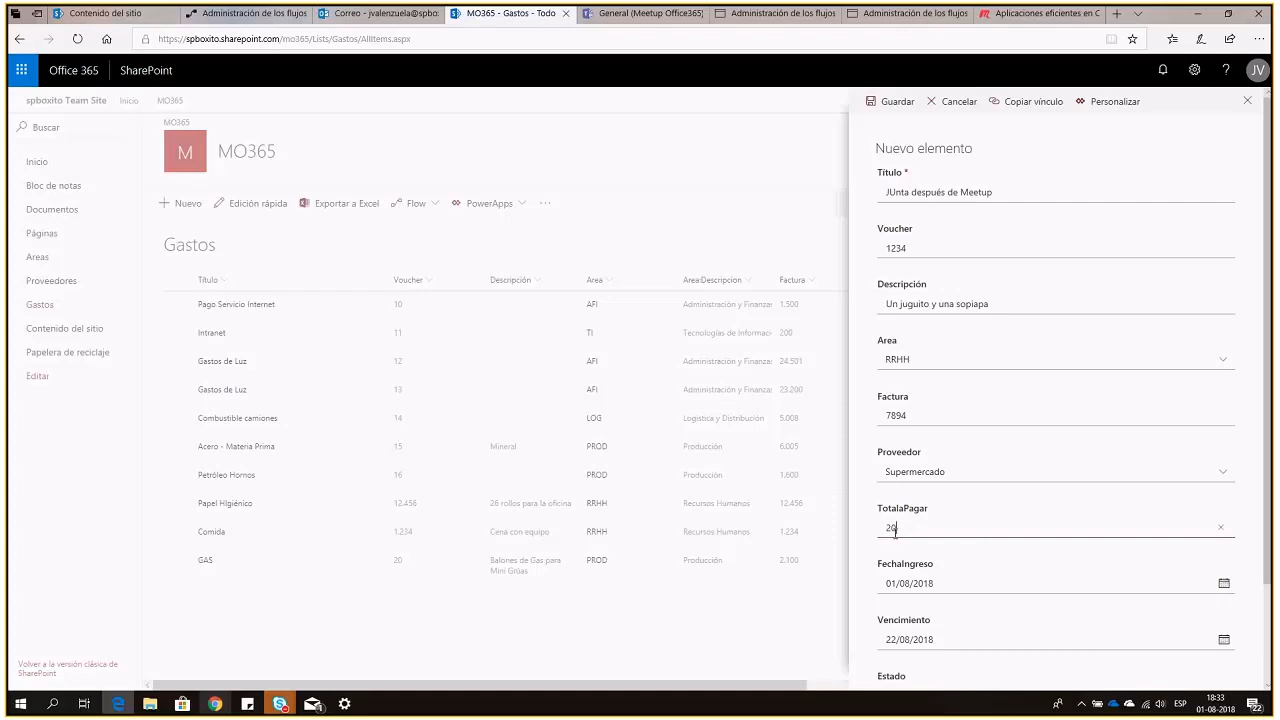 Contenido del sitio
Administración de los flujos
Correo - jvalenzuela@spbo
MO365 - Gastos - Todo
General (Meetup Office365)
Administración de los flujos
Administración de los flujos
Aplicaciones eficientes en C
https://spboxito.sharepoint.com/mo365/Lists/Gastos/AllItems.aspx
Office 365 SharePoint
JV
spboxito Team Site Inicio MO365
Buscar
Inicio
Bloc de notas
Documentos
Páginas
Areas
Proveedores
Gastos
Contenido del sitio
Papelera de reciclaje
Editar
Volver a la versión clásica de
SharePoint
MO365
M MO365
Nuevo Edición rápida Exportar a Excel Flow PowerApps
Gastos
Título Voucher Descripción Area Area:Descripcion Factura
Pago Servicio Internet 10 AFI Administración y Finanzas 1.500
Intranet 11 TI Tecnologías de Informac 200
Gastos de Luz 12 AFI Administración y Finanzas 24.501
Gastos de Luz 13 AFI Administración y Finanzas 23.200
Combustible camiones 14 LOG Logística y Distribución 5.008
Acero - Materia Prima 15 Mineral PROD Producción 6.005
Petróleo Hornos 16 PROD Producción 1.600
Papel HIgiénico 12.456 26 rollos para la oficina RRHH Recursos Humanos 12.456
Comida 1.234 Cena con equipo RRHH Recursos Humanos 1.234
GAS 20 Balones de Gas para PROD Producción 2.100
Mini Grúas
Guardar Cancelar Copiar vínculo Personalizar
Nuevo elemento
Título *
JUnta después de Meetup
Voucher
1234
Descripción
Un juguito y una sopiapa
Area
RRHH
Factura
7894
Proveedor
Supermercado
TotalaPagar
20
FechaIngreso
01/08/2018
Vencimiento
22/08/2018
Estado
ESP
18:33
01-08-2018
22